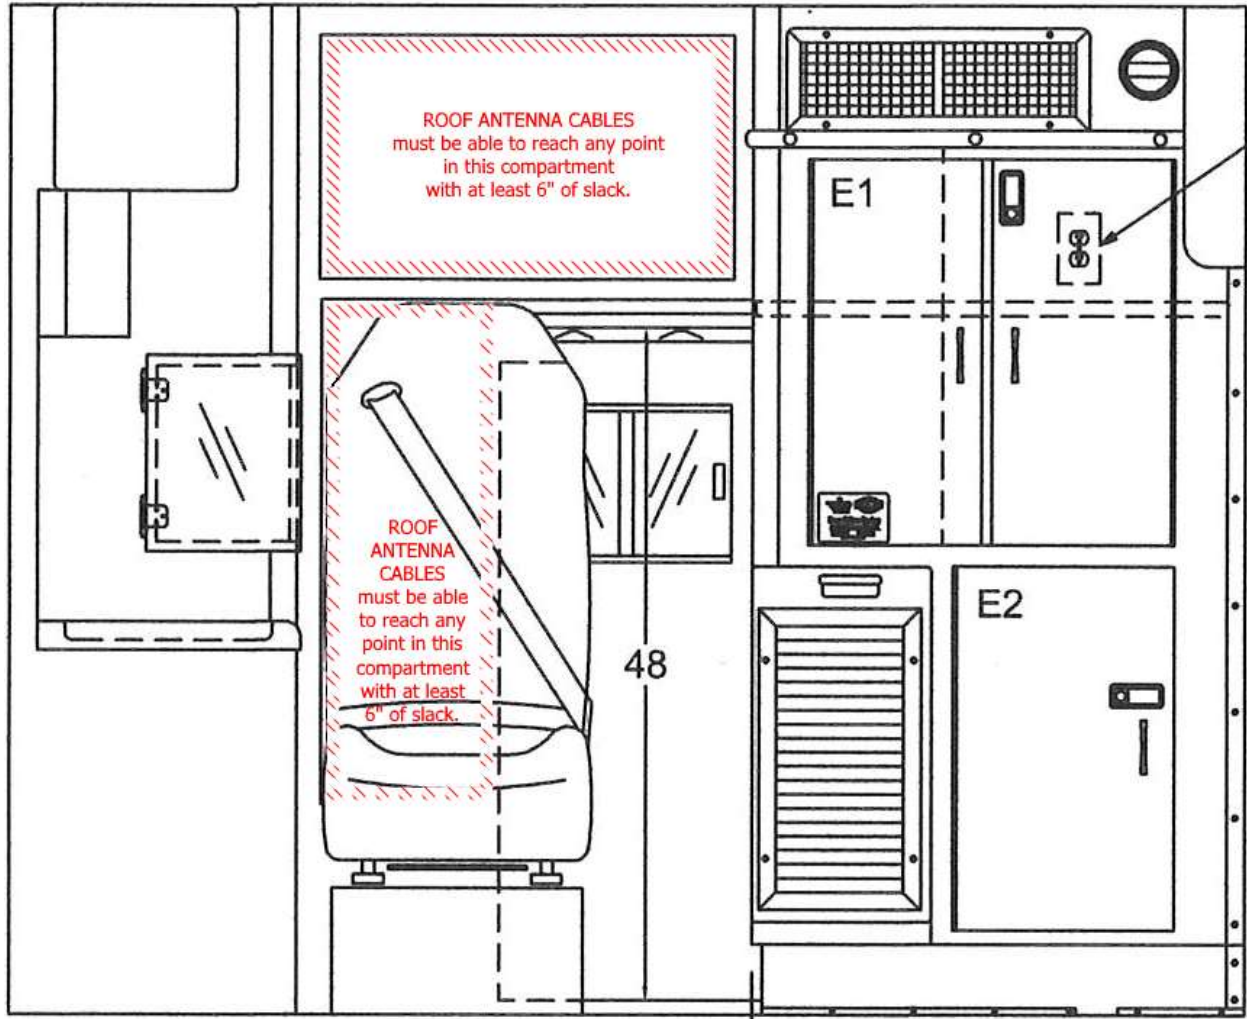 ROOF ANTENNA CABLES
must be able to reach any point
in this compartment
with at least 6" of slack.
E1
ROOF
ANTENNA
CABLES
must be able
to reach any
point in this
compartment
with at least
6" of slack.
48
E2